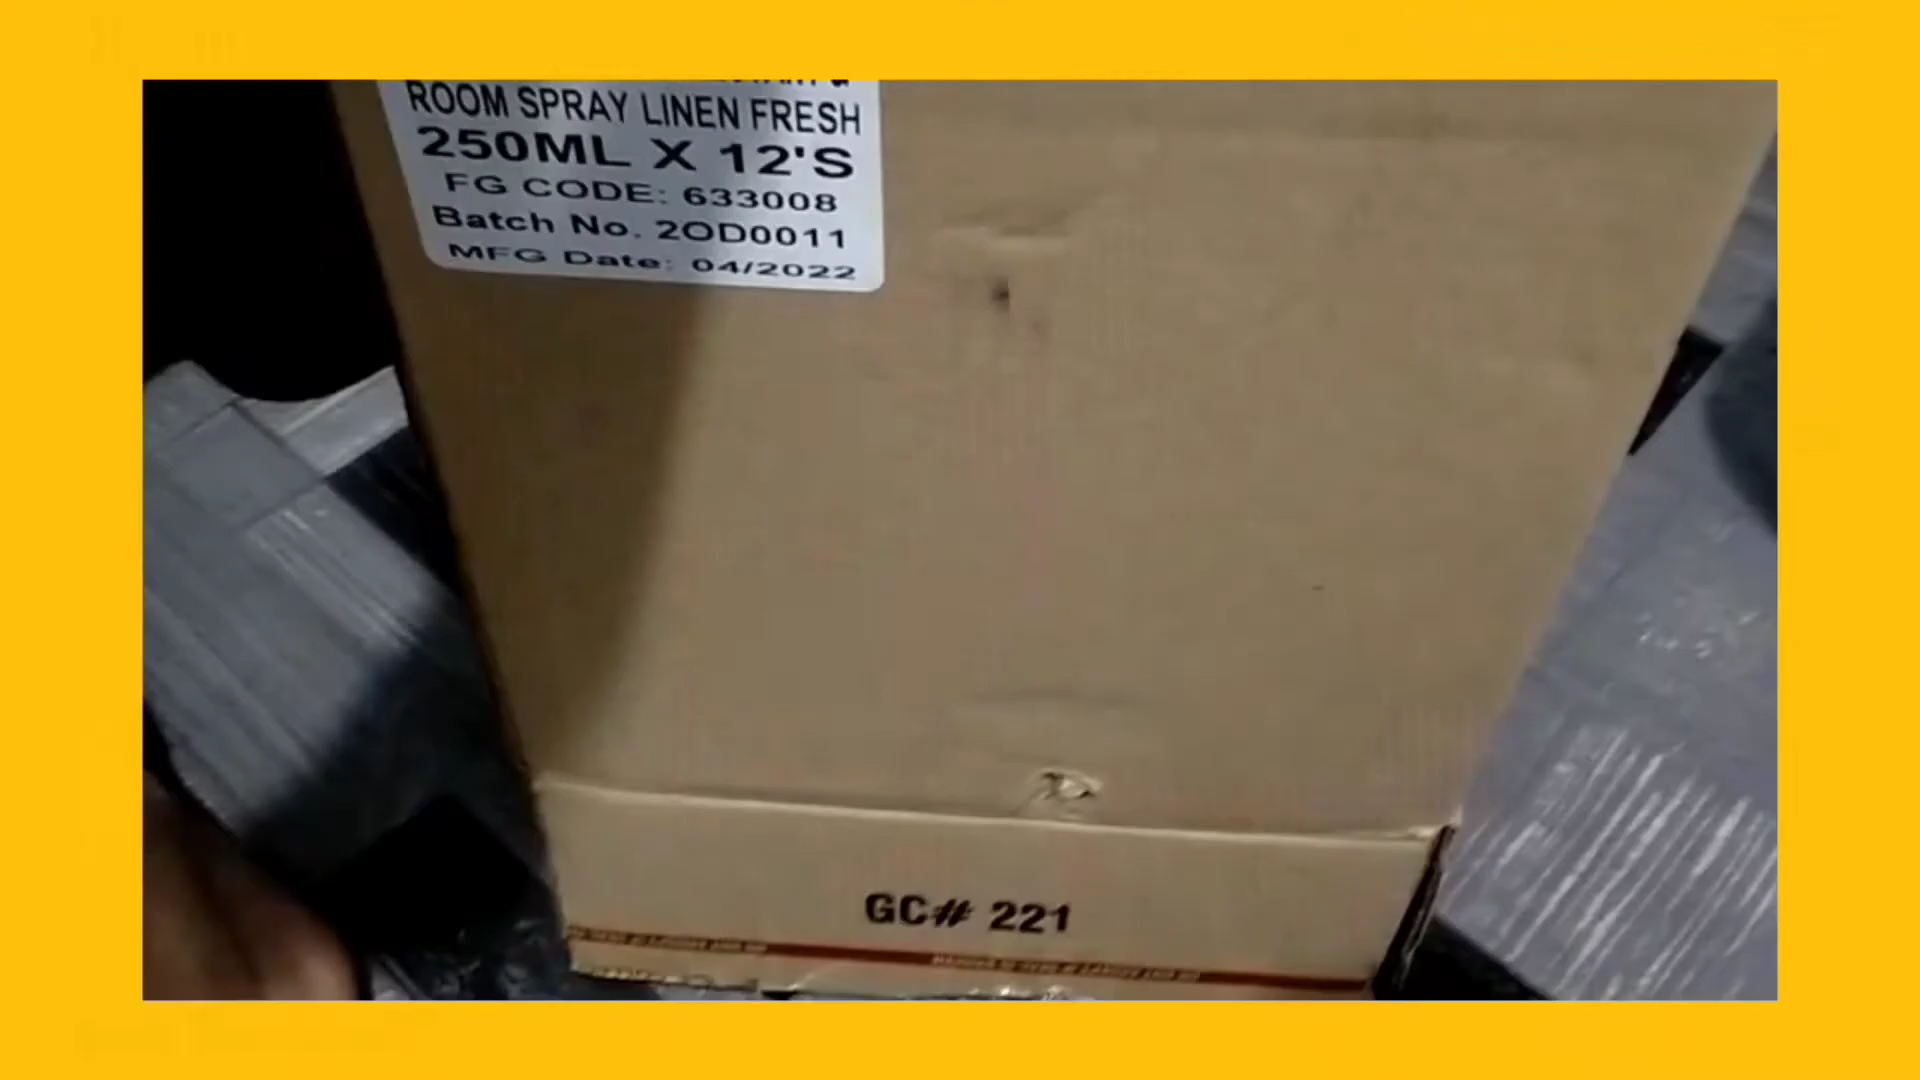 ROOM SPRAY LINEN FRESH
250ML X 12'S
FG CODE: 633008
Batch No. 2OD0011
MFG Date: 04/2022
GC# 221